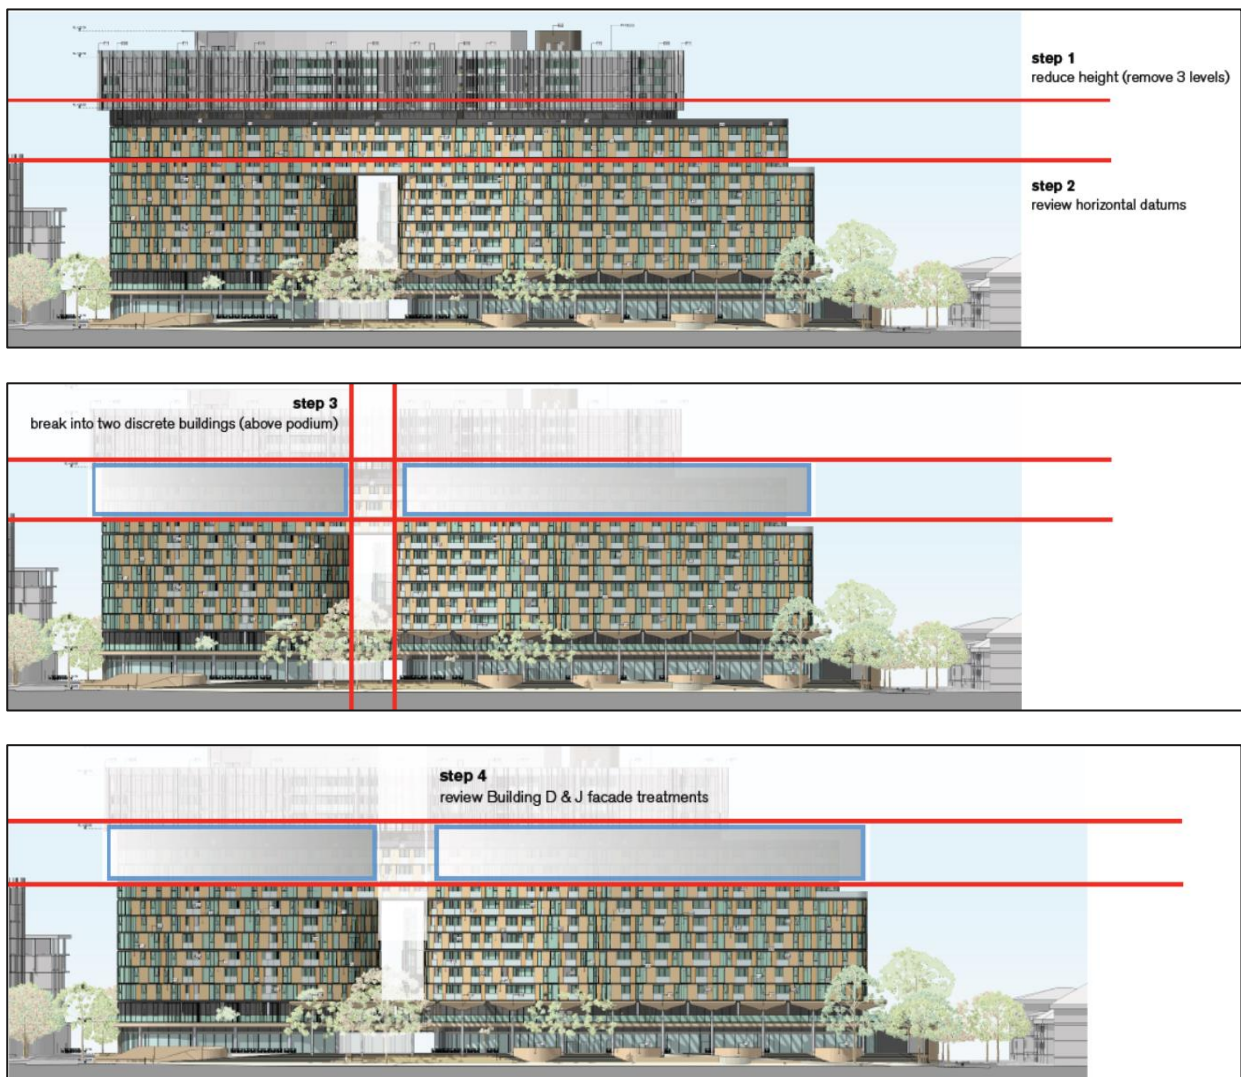 step 1
reduce height (remove 3 levels)
step 2
review horizontal datums
step 3
break into two discrete buildings (above podium)
step 4
review Building D & J facade treatments